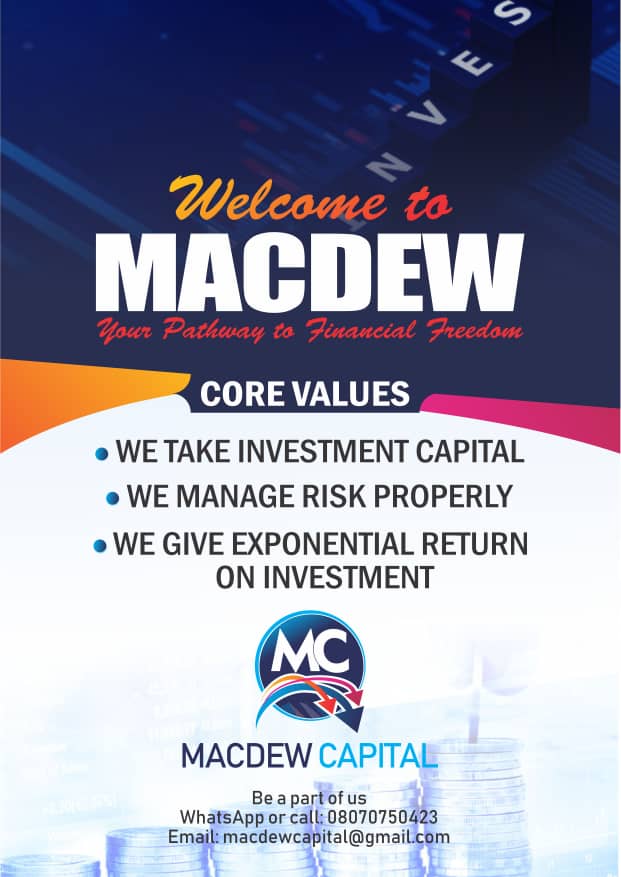 INVES
Welcome to
MACDEW
Your Pathway to Financial Freedom
CORE VALUES
• WE TAKE INVESTMENT CAPITAL
• WE MANAGE RISK PROPERLY
• WE GIVE EXPONENTIAL RETURN
ON INVESTMENT
MC
MACDEW CAPITAL
Be a part of us
WhatsApp or call: 08070750423
Email: macdewcapital@gmail.com